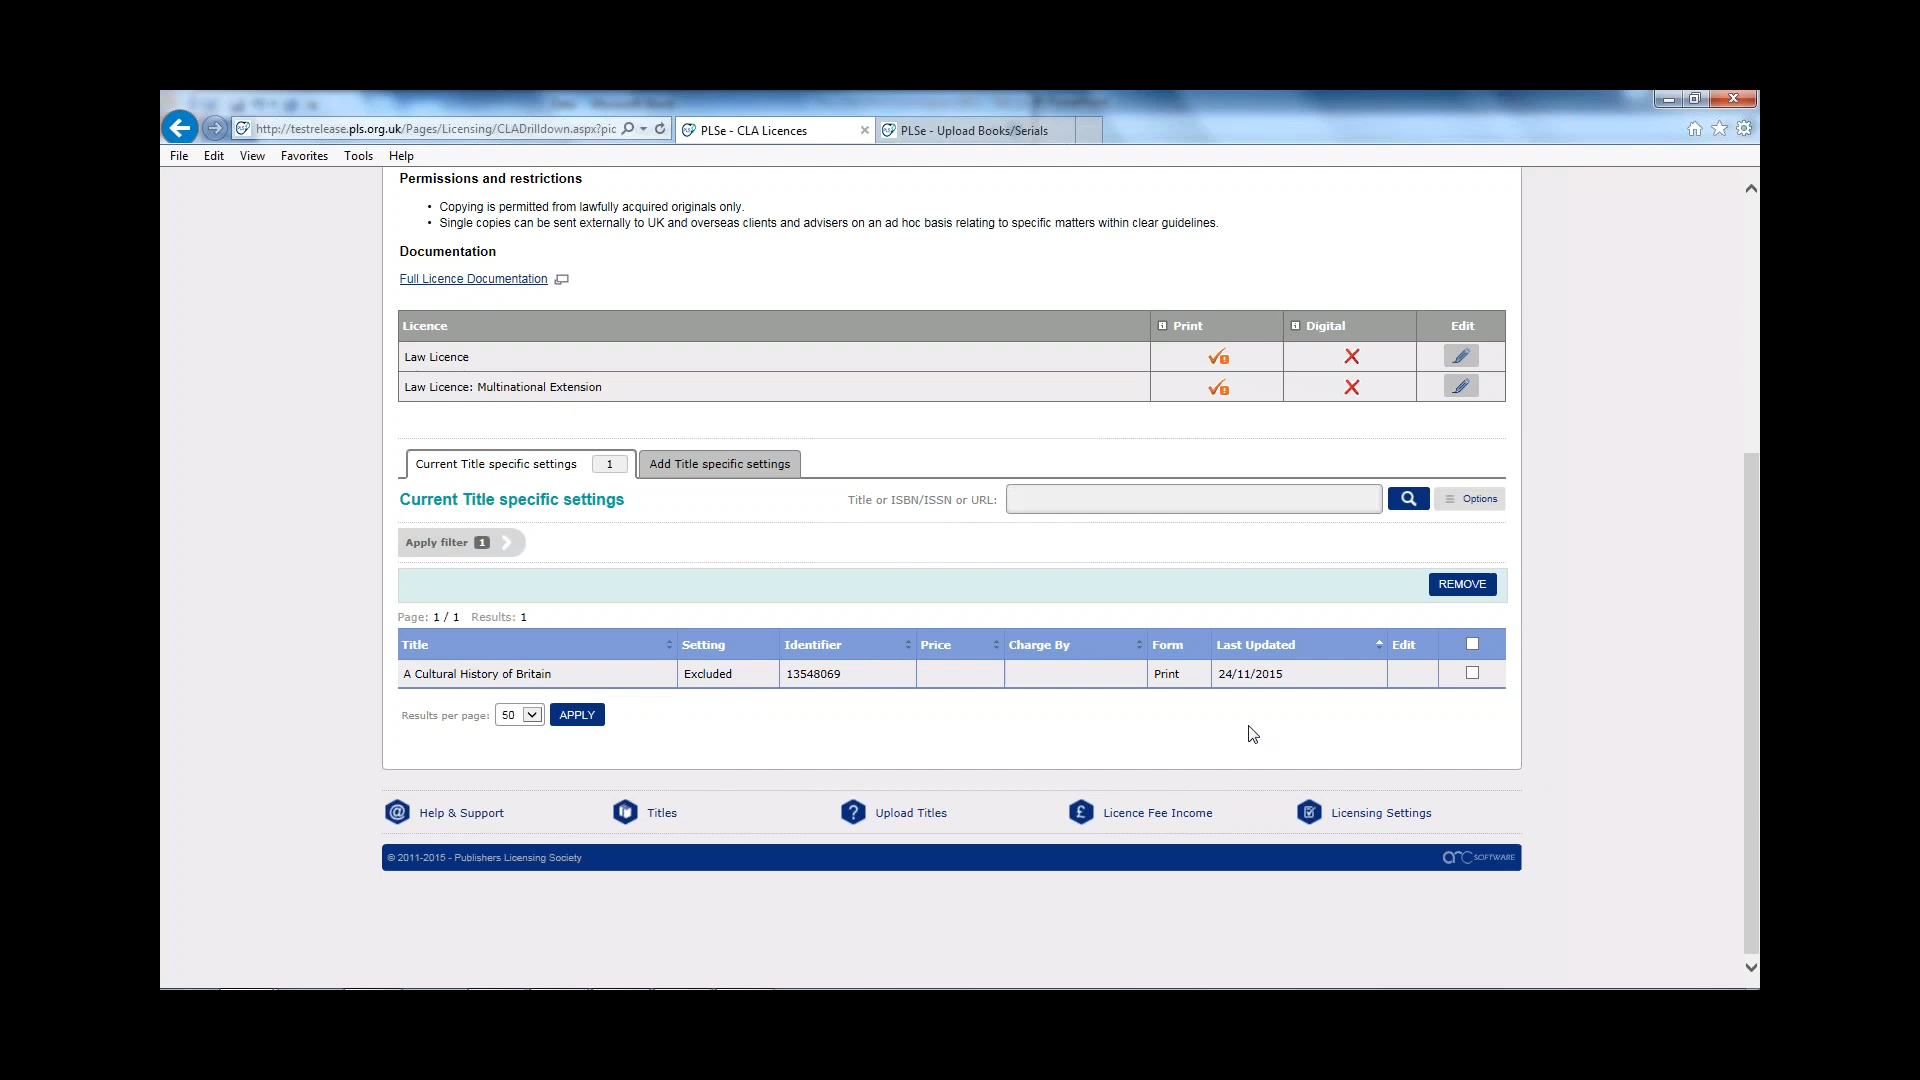 http://testrelease.pls.org.uk/Pages/Licensing/CLADrilldown.aspx?pic
PLSe - CLA Licences
PLSe - Upload Books/Serials
File Edit View Favorites Tools Help
Permissions and restrictions
• Copying is permitted from lawfully acquired originals only.
• Single copies can be sent externally to UK and overseas clients and advisers on an ad hoc basis relating to specific matters within clear guidelines.
Documentation
Full Licence Documentation
Licence Print Digital Edit
Law Licence
Law Licence: Multinational Extension
Current Title specific settings 1 Add Title specific settings
Current Title specific settings Title or ISBN/ISSN or URL: Options
Apply filter 1
REMOVE
Page: 1 / 1 Results: 1
Title Setting Identifier Price Charge By Form Last Updated Edit
A Cultural History of Britain Excluded 13548069 Print 24/11/2015
Results per page: 50 APPLY
Help & Support Titles Upload Titles Licence Fee Income Licensing Settings
© 2011-2015 - Publishers Licensing Society arc SOFTWARE